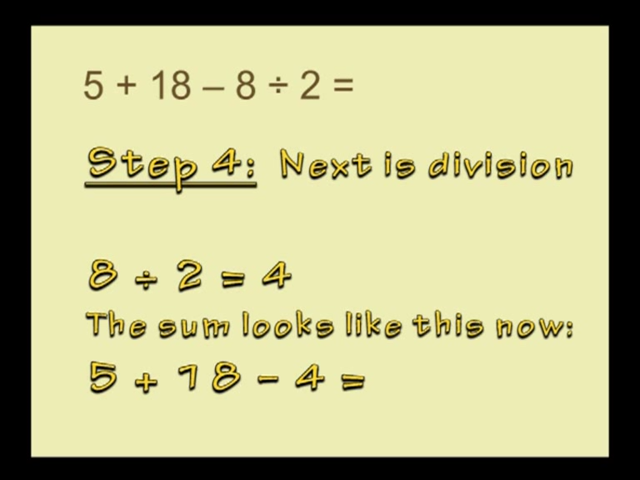 5 + 18 – 8 ÷ 2 =
Step 4: Next is division
8 ÷ 2 = 4
The sum looks like this now:
5 + 18 - 4 =